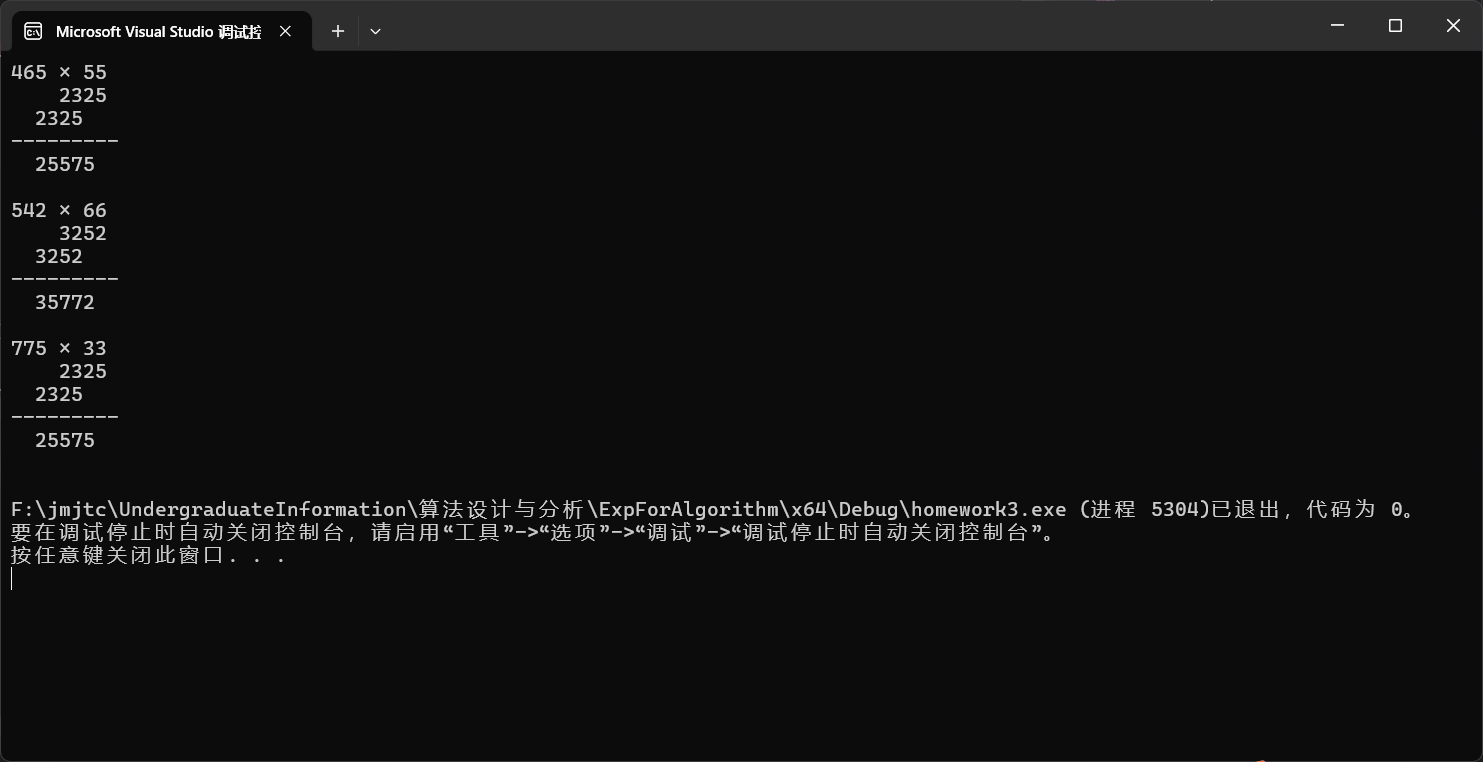 Microsoft Visual Studio 调试控
465 × 55
    2325
  2325
---------
  25575
542 × 66
    3252
  3252
---------
  35772
775 × 33
    2325
  2325
---------
  25575
F:\jmjtc\UndergraduateInformation\算法设计与分析\ExpForAlgorithm\x64\Debug\homework3.exe (进程 5304)已退出，代码为 0。
要在调试停止时自动关闭控制台，请启用“工具”->“选项”->“调试”->“调试停止时自动关闭控制台”。
按任意键关闭此窗口. . .